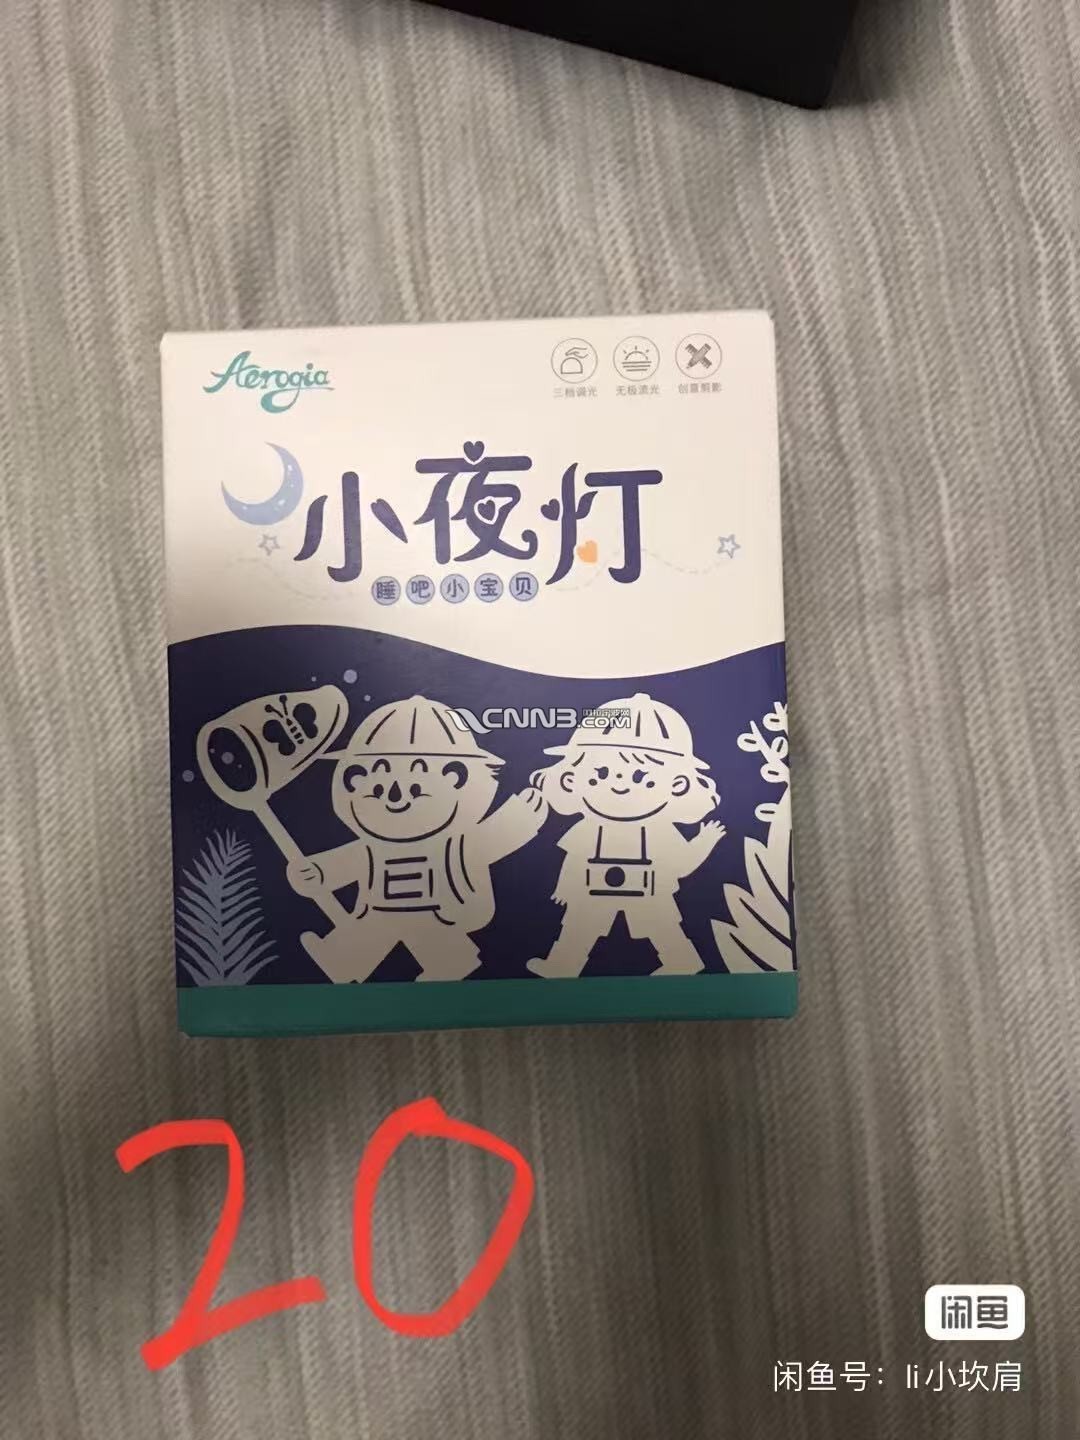 Aerogia
三档调光 无极流光 创意剪影
小夜灯
睡吧小宝贝
CNN3.COM
20
闲鱼
闲鱼号：li小坎肩